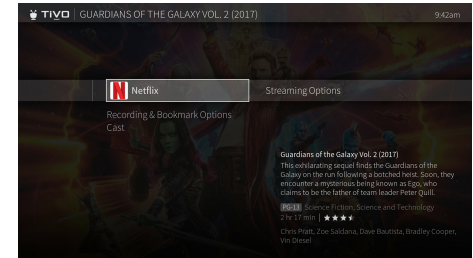 TiVo GUARDIANS OF THE GALAXY VOL. 2 (2017) 9:42am
Netflix Streaming Options
Recording & Bookmark Options
Cast
Guardians of the Galaxy Vol. 2 (2017)
This exhilarating sequel finds the Guardians of the
Galaxy on the run following a botched heist. Soon, they
encounter a mysterious being known as Ego, who
claims to be the father of team leader Peter Quill.
PG-13 Science Fiction, Science and Technology
2 hr 17 min
Chris Pratt, Zoe Saldana, Dave Bautista, Bradley Cooper,
Vin Diesel